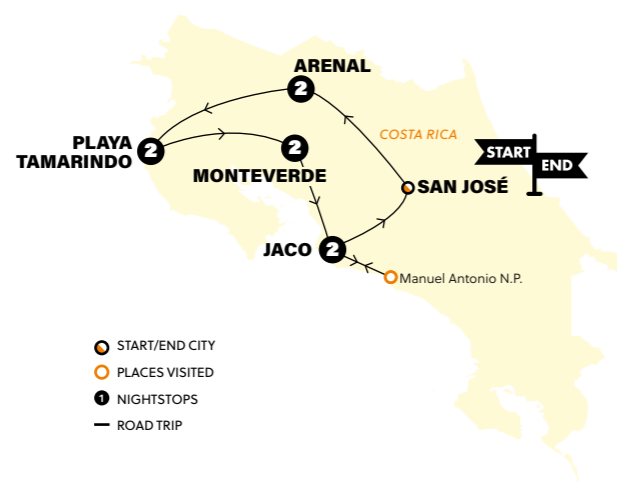 ARENAL
2
COSTA RICA
PLAYA
TAMARINDO
2
2
MONTEVERDE
START
END
SAN JOSÉ
JACO
2
Manuel Antonio N.P.
START/END CITY
PLACES VISITED
1 NIGHTSTOPS
ROAD TRIP